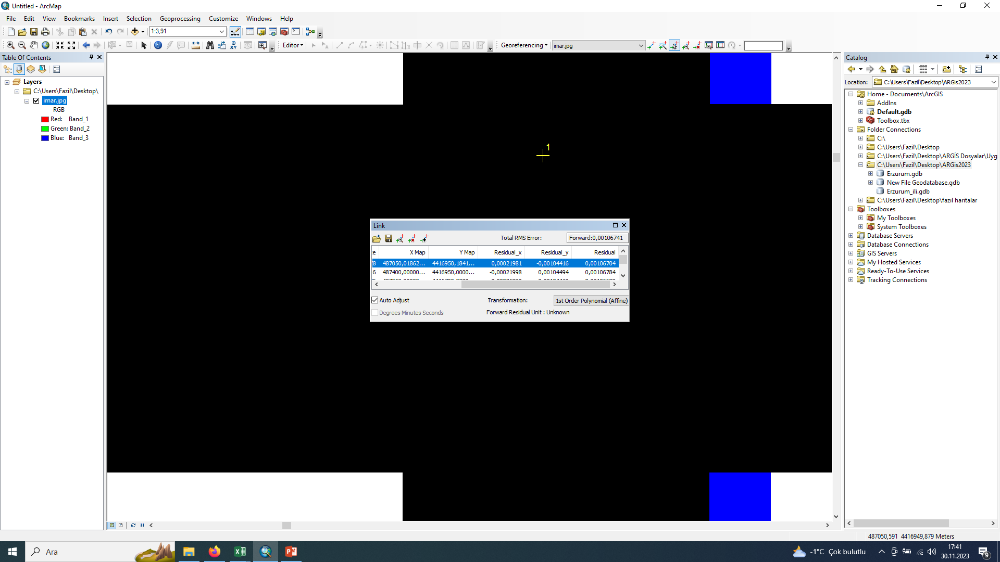 Untitled - ArcMap
File Edit View Bookmarks Insert Selection Geoprocessing Customize Windows Help
1:3,91
Editor Georeferencing imar.jpg
Table Of Contents
Layers
C:\Users\Fazil\Desktop\
imar.jpg
RGB
Red: Band_1
Green: Band_2
Blue: Band_3
1
Link
Total RMS Error: Forward:0,00106741
e X Map Y Map Residual_x Residual_y Residual
8 487050,01862... 4416950,1841... 0,00021981 -0,00104416 0,00106704
6 487400,00000... 4416950,0000... -0,00021998 0,00104494 0,00106784
Auto Adjust Transformation: 1st Order Polynomial (Affine)
Degrees Minutes Seconds Forward Residual Unit : Unknown
Catalog
Location: C:\Users\Fazil\Desktop\ARGis2023
Home - Documents\ArcGIS
AddIns
Default.gdb
Toolbox.tbx
Folder Connections
C:\
C:\Users\Fazil\Desktop
C:\Users\Fazil\Desktop\ARGİS Dosyalar\Uyg
C:\Users\Fazil\Desktop\ARGis2023
Erzurum.gdb
New File Geodatabase.gdb
Erzurum_ili.gdb
C:\Users\Fazil\Desktop\fazıl haritalar
Toolboxes
My Toolboxes
System Toolboxes
Database Servers
Database Connections
GIS Servers
My Hosted Services
Ready-To-Use Services
Tracking Connections
487050,591 4416949,879 Meters
Ara
-1°C Çok bulutlu
17:41
30.11.2023
9